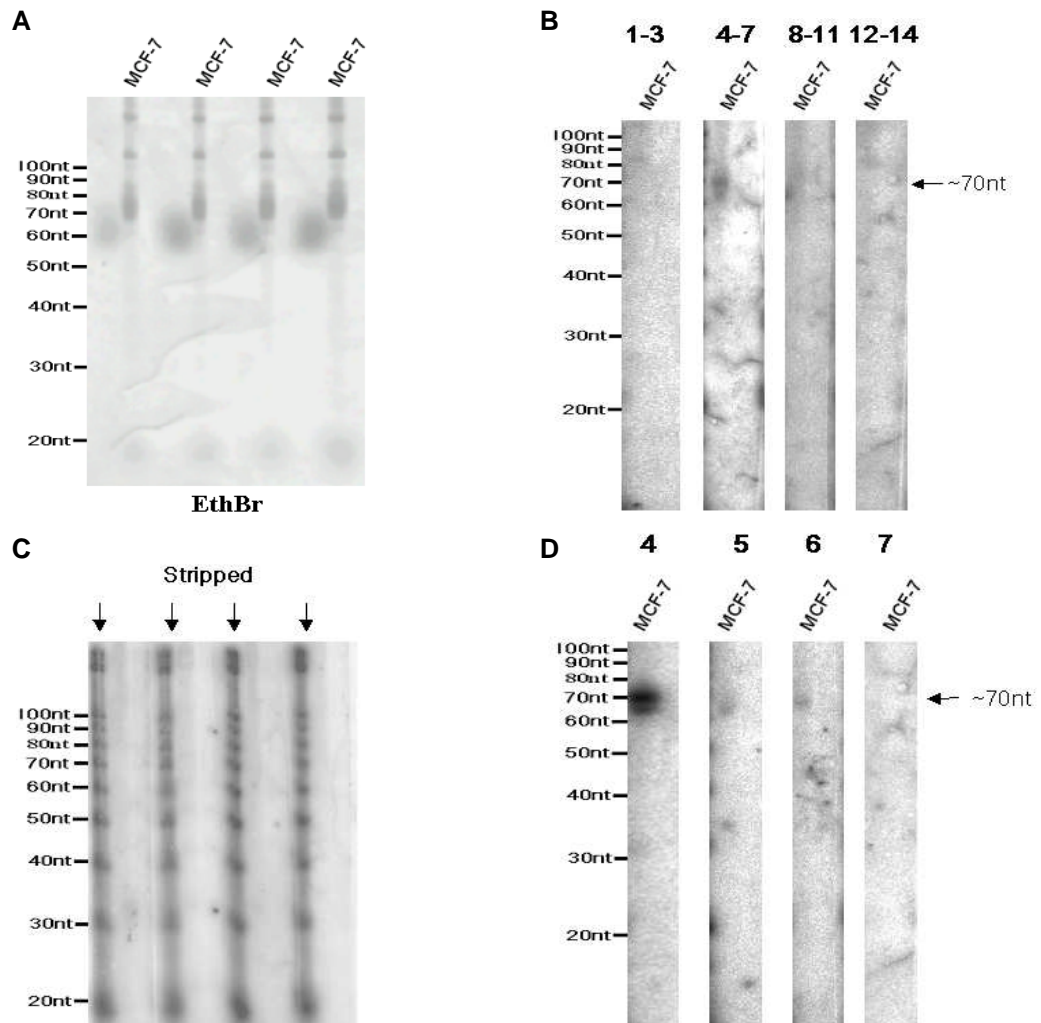 A
MCF-7 MCF-7 MCF-7 MCF-7
100nt
90nt
80nt
70nt
60nt
50nt
40nt
30nt
20nt
EthBr
B
1-3 4-7 8-11 12-14
MCF-7 MCF-7 MCF-7 MCF-7
100nt
90nt
80nt
70nt
60nt
50nt
40nt
30nt
20nt
~70nt
C
Stripped
100nt
90nt
80nt
70nt
60nt
50nt
40nt
30nt
20nt
D
4 5 6 7
MCF-7 MCF-7 MCF-7 MCF-7
100nt
90nt
80nt
70nt
60nt
50nt
40nt
30nt
20nt
~70nt